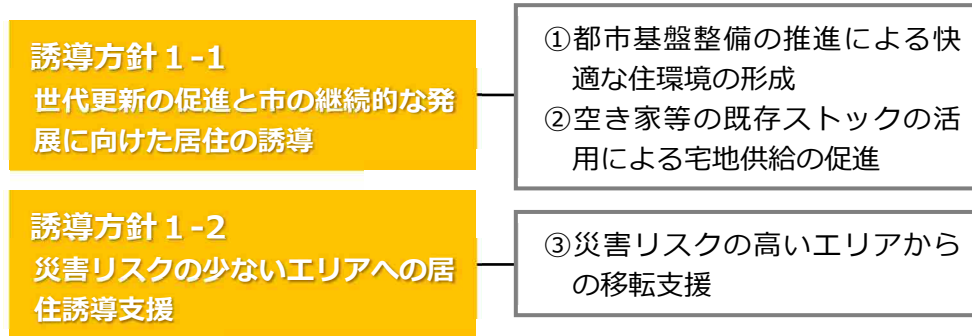 誘導方針１-1
世代更新の促進と市の継続的な発
展に向けた居住の誘導
①都市基盤整備の推進による快
適な住環境の形成
②空き家等の既存ストックの活
用による宅地供給の促進
誘導方針１-2
災害リスクの少ないエリアへの居
住誘導支援
③災害リスクの高いエリアから
の移転支援